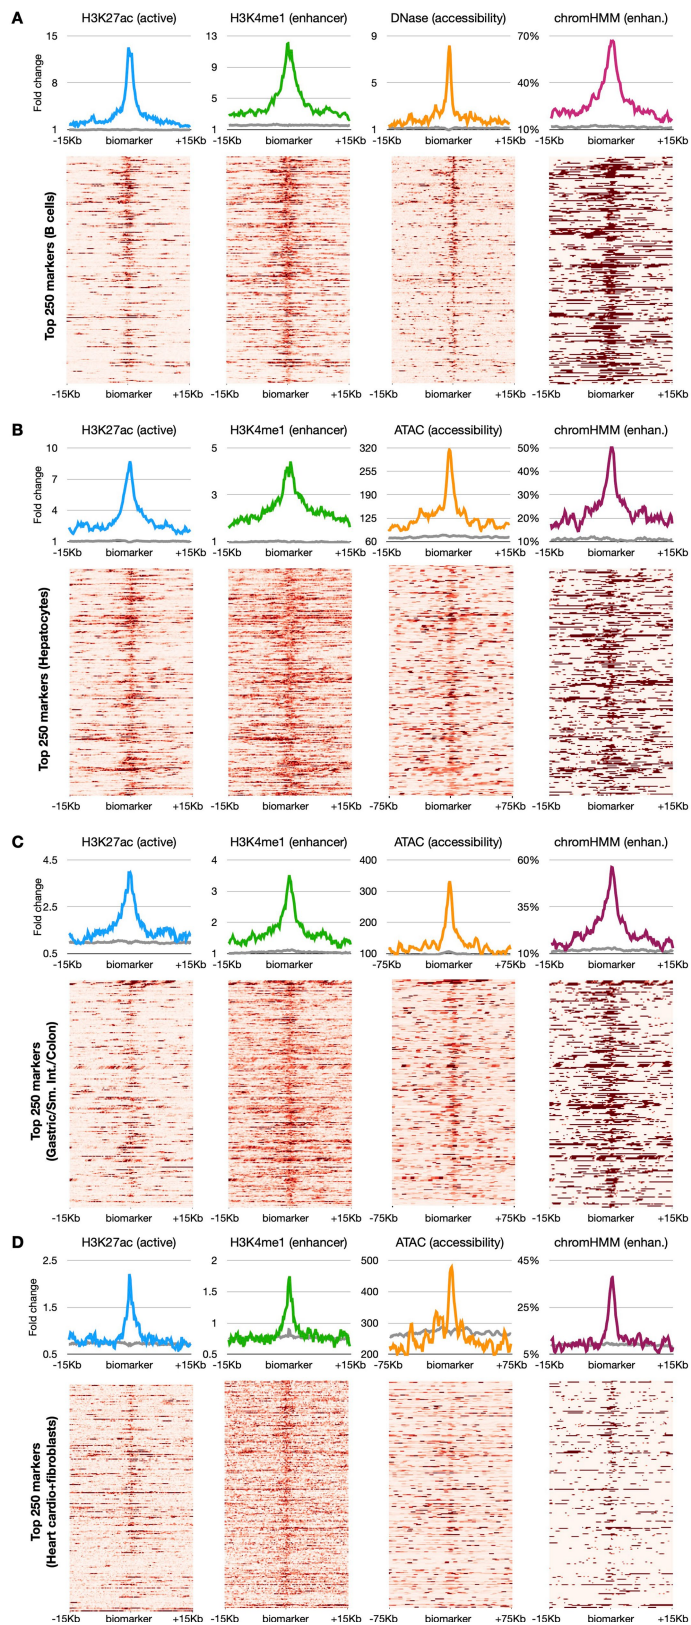 A
H3K27ac (active) H3K4me1 (enhancer) DNase (accessibility) chromHMM (enhan.)
Fold change
15
8
1
13
9
5
1
9
5
1
70%
40%
10%
-15Kb biomarker +15Kb -15Kb biomarker +15Kb -15Kb biomarker +15Kb -15Kb biomarker +15Kb
Top 250 markers (B cells)
-15Kb biomarker +15Kb -15Kb biomarker +15Kb -15Kb biomarker +15Kb -15Kb biomarker +15Kb
B
H3K27ac (active) H3K4me1 (enhancer) ATAC (accessibility) chromHMM (enhan.)
Fold change
10
7
4
1
5
3
1
320
255
190
125
60
50%
40%
30%
20%
10%
-15Kb biomarker +15Kb -15Kb biomarker +15Kb -15Kb biomarker +15Kb -15Kb biomarker +15Kb
Top 250 markers (Hepatocytes)
-15Kb biomarker +15Kb -15Kb biomarker +15Kb -75Kb biomarker +75Kb -15Kb biomarker +15Kb
C
H3K27ac (active) H3K4me1 (enhancer) ATAC (accessibility) chromHMM (enhan.)
Fold change
4.5
2.5
0.5
4
3
2
1
400
300
200
100
60%
35%
10%
-15Kb biomarker +15Kb -15Kb biomarker +15Kb -75Kb biomarker +75Kb -15Kb biomarker +15Kb
Top 250 markers
(Gastric/Sm. Int./Colon)
-15Kb biomarker +15Kb -15Kb biomarker +15Kb -75Kb biomarker +75Kb -15Kb biomarker +15Kb
D
H3K27ac (active) H3K4me1 (enhancer) ATAC (accessibility) chromHMM (enhan.)
Fold change
2.5
1.5
0.5
2
1.5
1
0.5
500
400
300
200
45%
25%
5%
-15Kb biomarker +15Kb -15Kb biomarker +15Kb -75Kb biomarker +75Kb -15Kb biomarker +15Kb
Top 250 markers
(Heart cardio+fibroblasts)
-15Kb biomarker +15Kb -15Kb biomarker +15Kb -75Kb biomarker +75Kb -15Kb biomarker +15Kb